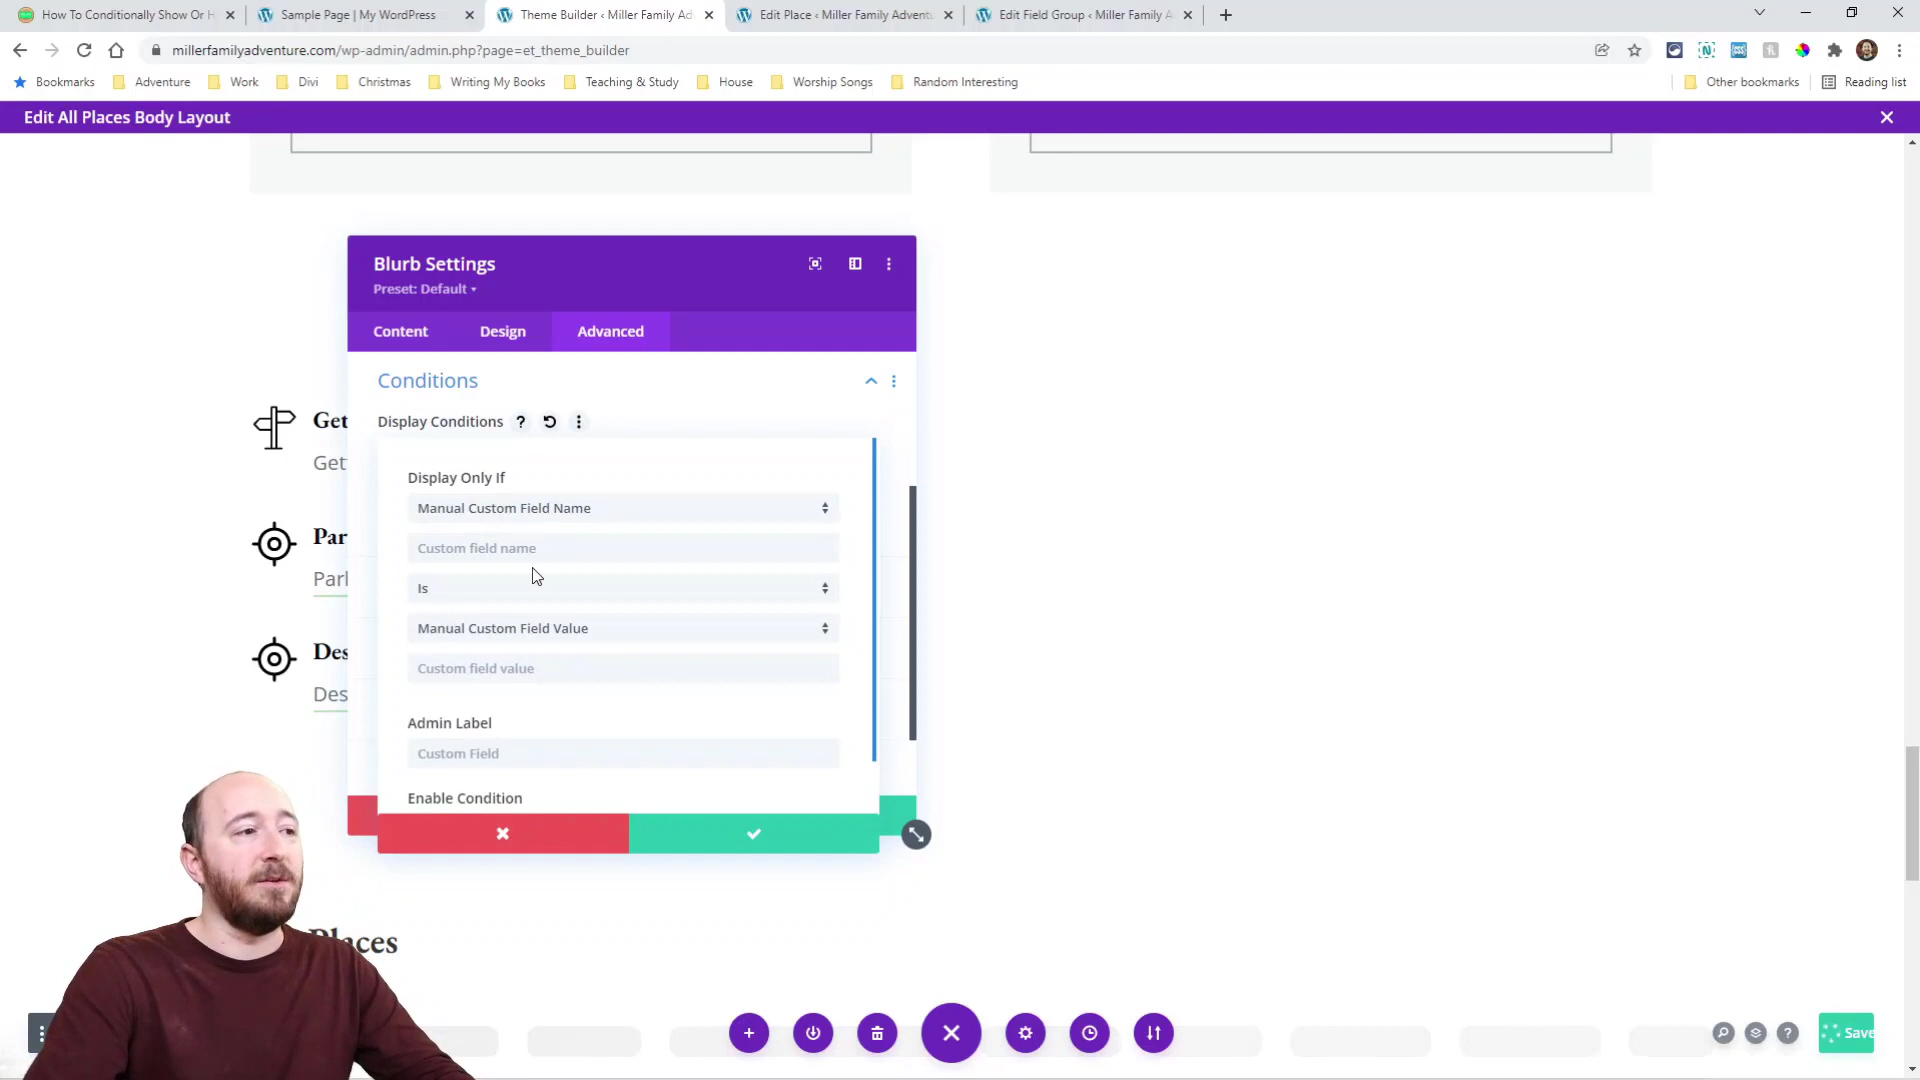 How To Conditionally Show Or H
Sample Page | My WordPress
Theme Builder ‹ Miller Family Ad
Edit Place ‹ Miller Family Adventu
Edit Field Group ‹ Miller Family A
millerfamilyadventure.com/wp-admin/admin.php?page=et_theme_builder
Bookmarks Adventure Work Divi Christmas Writing My Books Teaching & Study House Worship Songs Random Interesting Other bookmarks Reading list
Edit All Places Body Layout
Blurb Settings
Preset: Default
Content Design Advanced
Conditions
Display Conditions ?
Display Only If
Manual Custom Field Name
Custom field name
Is
Manual Custom Field Value
Custom field value
Admin Label
Custom Field
Enable Condition
Get
Get
Par
Parl
Des
Des
Places
Save